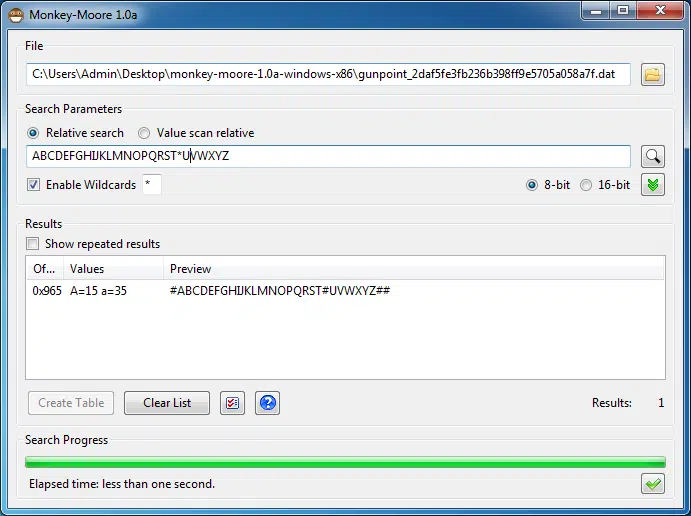 Monkey-Moore 1.0a
File
C:\Users\Admin\Desktop\monkey-moore-1.0a-windows-x86\gunpoint_2daf5fe3fb236b398ff9e5705a058a7f.dat
Search Parameters
Relative search Value scan relative
ABCDEFGHIJKLMNOPQRST*UVWXYZ
Enable Wildcards * 8-bit 16-bit
Results
Show repeated results
Of... Values Preview
0x965 A=15 a=35 #ABCDEFGHIJKLMNOPQRST#UVWXYZ##
Create Table Clear List ? Results: 1
Search Progress
Elapsed time: less than one second.